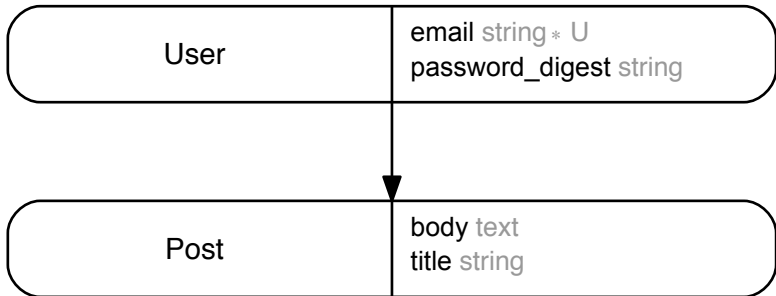 User
email string * U
password_digest string
Post
body text
title string